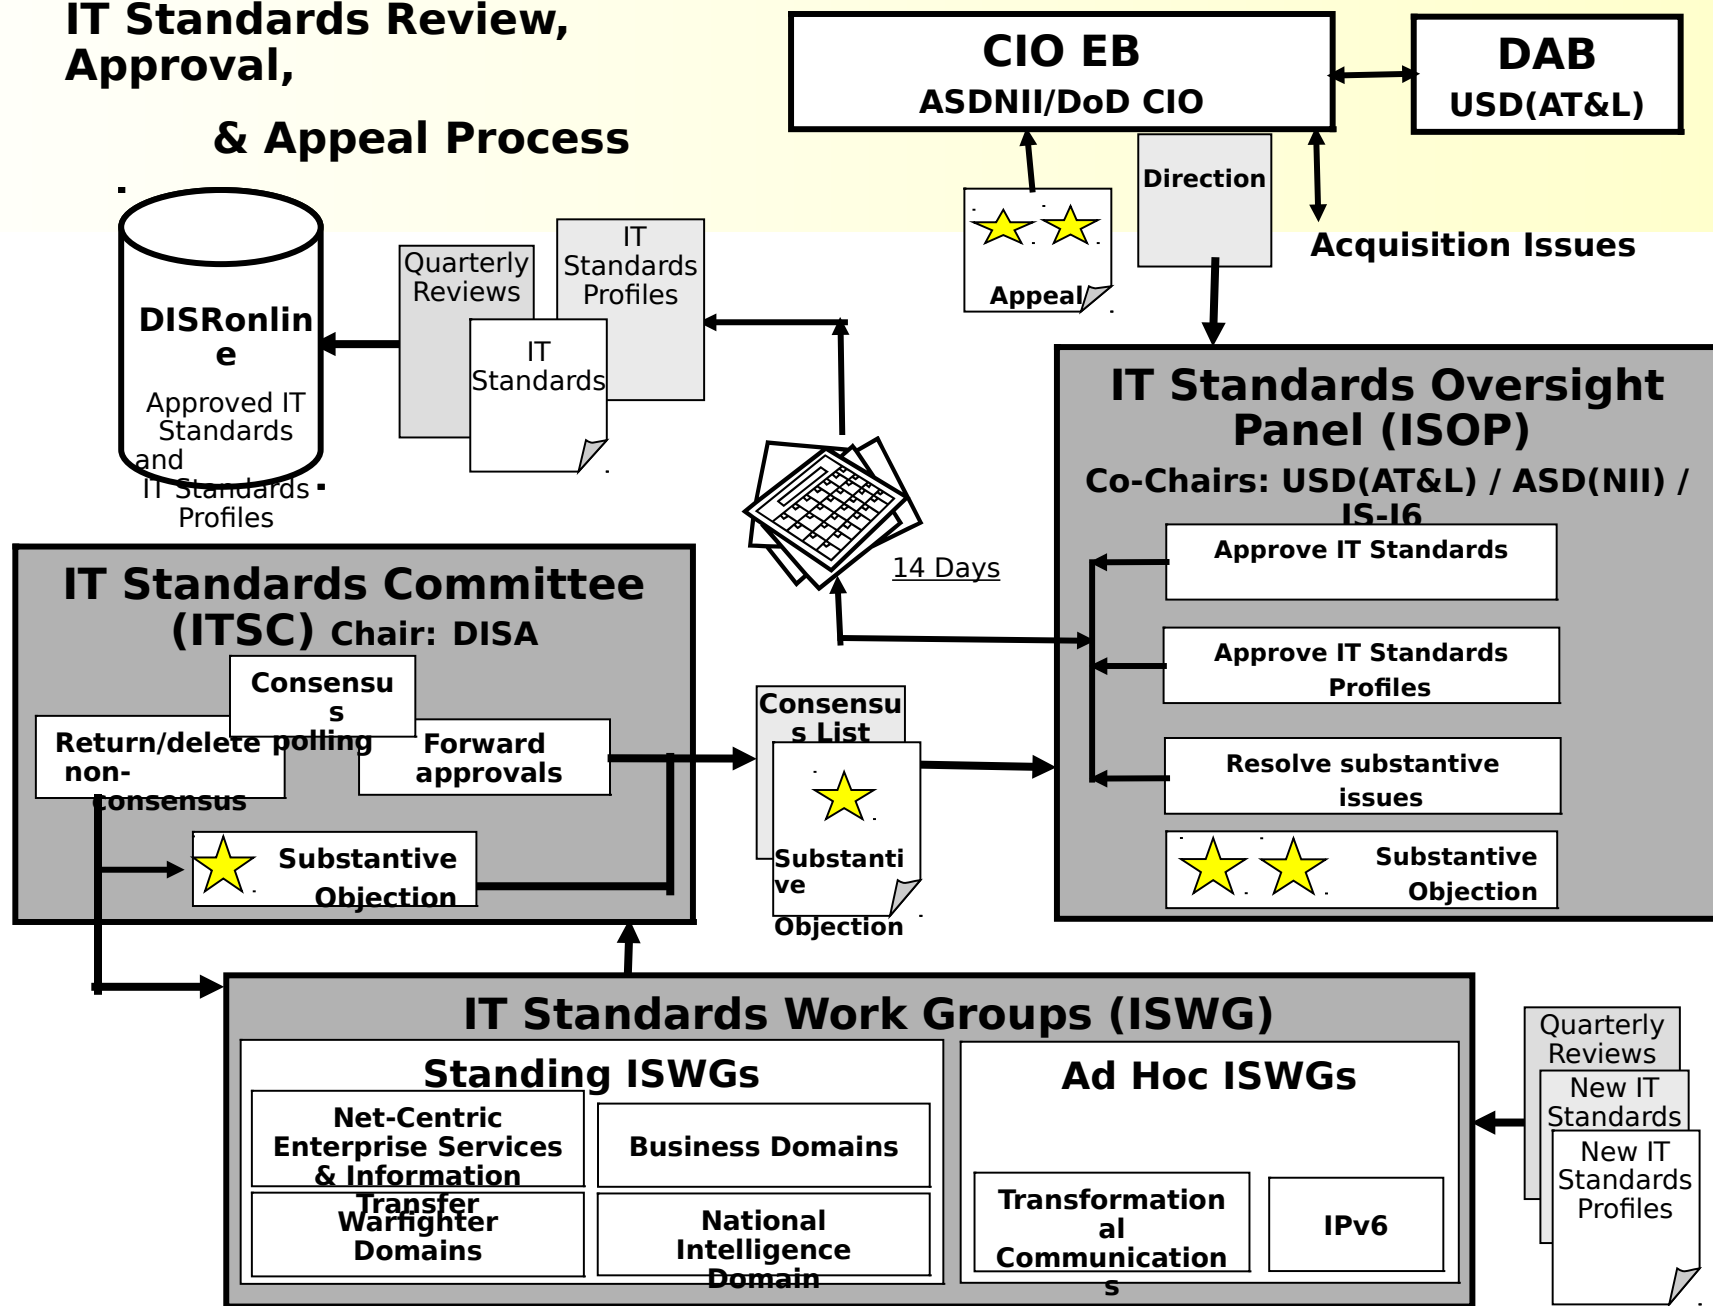 IT Standards Review,
Approval,
& Appeal Process
CIO EB
ASDNII/DoD CIO
DAB
USD(AT&L)
Direction
Appeal
Acquisition Issues
DISRonlin
e
Approved IT
Standards
and
IT Standards
Profiles
Quarterly
Reviews
IT
Standards
Profiles
IT
Standards
14 Days
IT Standards Oversight
Panel (ISOP)
Co-Chairs: USD(AT&L) / ASD(NII) /
JS-J6
Approve IT Standards
Approve IT Standards
Profiles
Resolve substantive
issues
Substantive
Objection
IT Standards Committee
(ITSC) Chair: DISA
Consensu
s
polling
Return/delete
non-
consensus
Forward
approvals
Substantive
Objection
Consensu
s List
Substanti
ve
Objection
IT Standards Work Groups (ISWG)
Standing ISWGs
Net-Centric
Enterprise Services
& Information
Transfer
Business Domains
Warfighter
Domains
National
Intelligence
Domain
Ad Hoc ISWGs
Transformation
al
Communication
s
IPv6
Quarterly
Reviews
New IT
Standards
New IT
Standards
Profiles